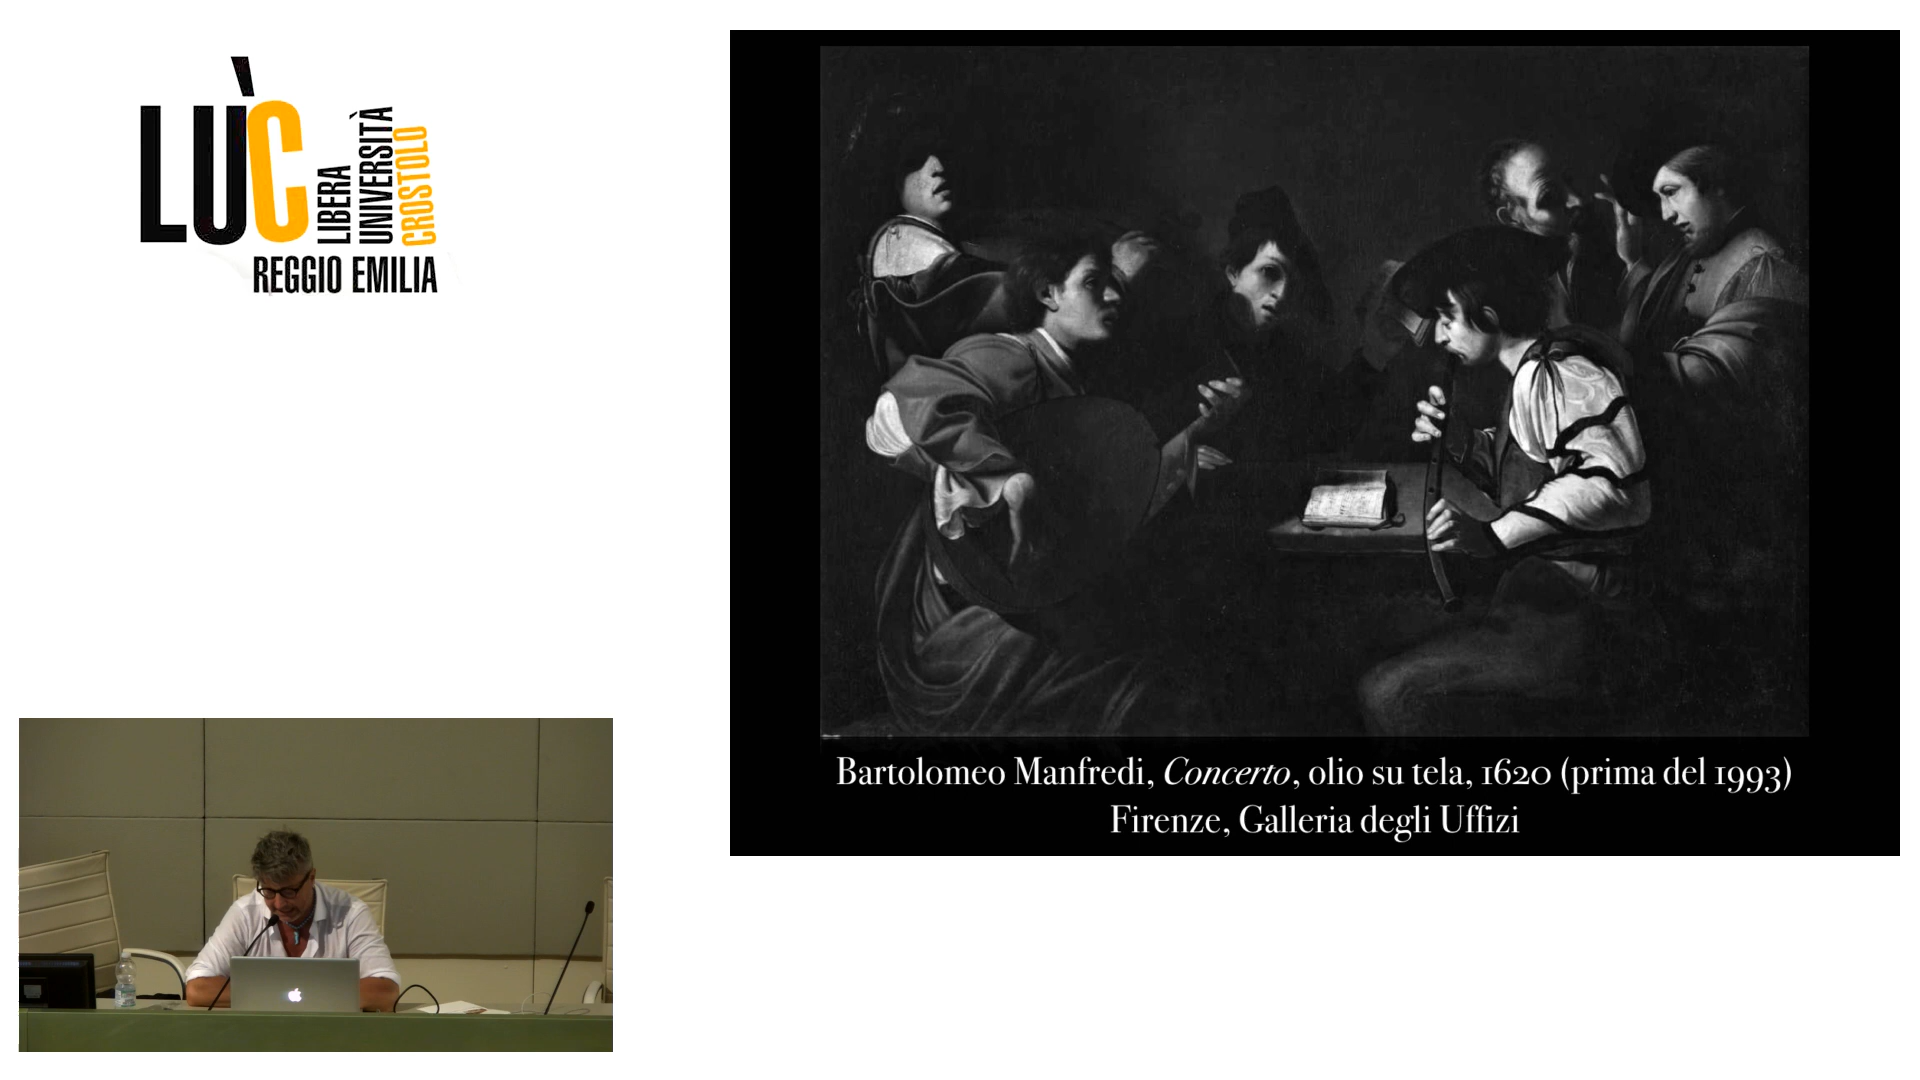 LÙC
LIBERA
UNIVERSITÀ
CROSTOLO
REGGIO EMILIA
Bartolomeo Manfredi, Concerto, olio su tela, 1620 (prima del 1993)
Firenze, Galleria degli Uffizi